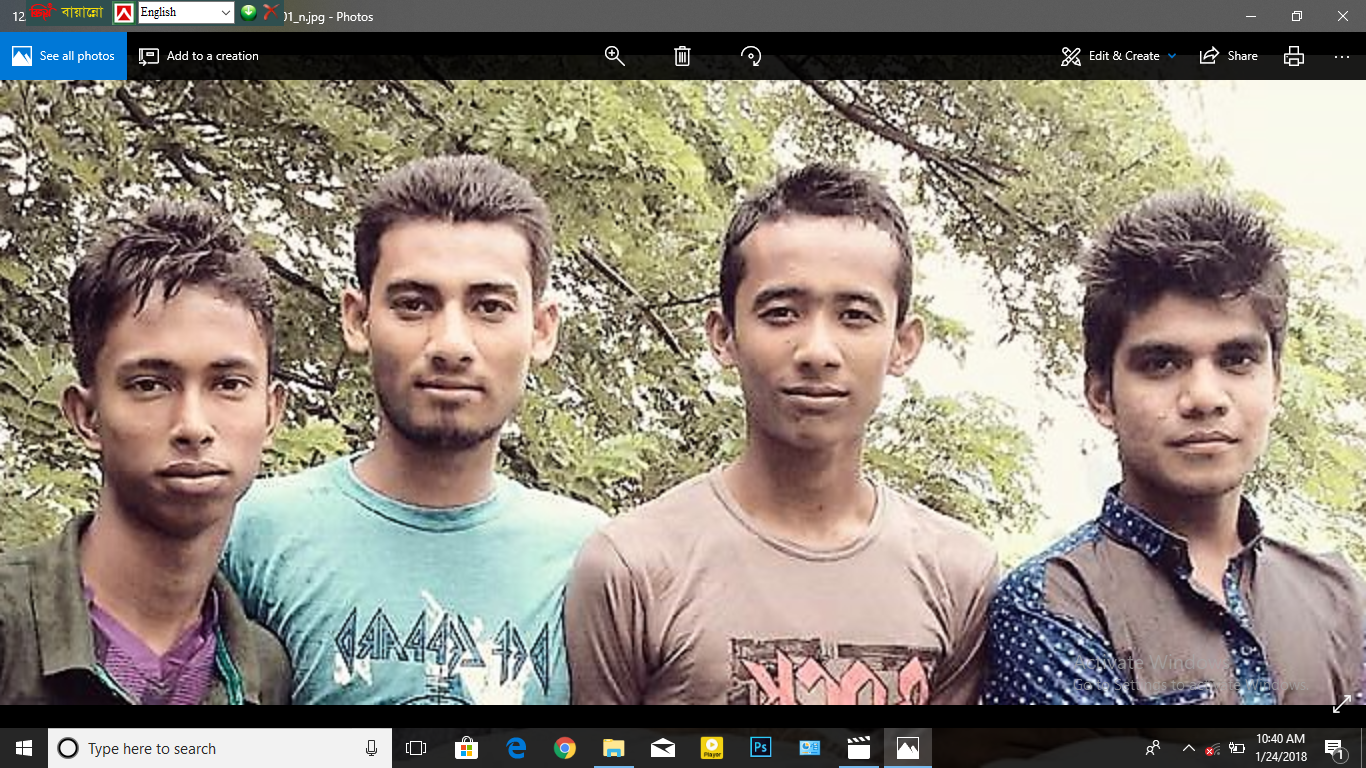 12
বায়ান্নো
English
01_n.jpg - Photos
See all photos
Add to a creation
Edit & Create
Share
Activate Windows
Go to Settings to activate Windows.
Type here to search
Player
Ps
10:40 AM
1/24/2018
1